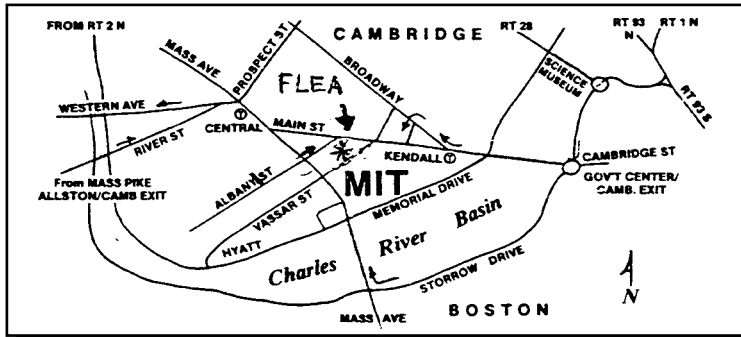 FROM RT 2 N
MASS AVE
PROSPECT ST
CAMBRIDGE
RT 28
RT 93
N
RT 1 N
FLEA
BROADWAY
SCIENCE
MUSEUM
RT 93 S
WESTERN AVE
CENTRAL
T
MAIN ST
RIVER ST
KENDALL T
CAMBRIDGE ST
From MASS PIKE
ALLSTON/CAMB EXIT
ALBANY ST
MIT
GOV'T CENTER/
CAMB. EXIT
VASSAR ST
MEMORIAL DRIVE
HYATT
Charles River Basin
STORROW DRIVE
N
MASS AVE
BOSTON